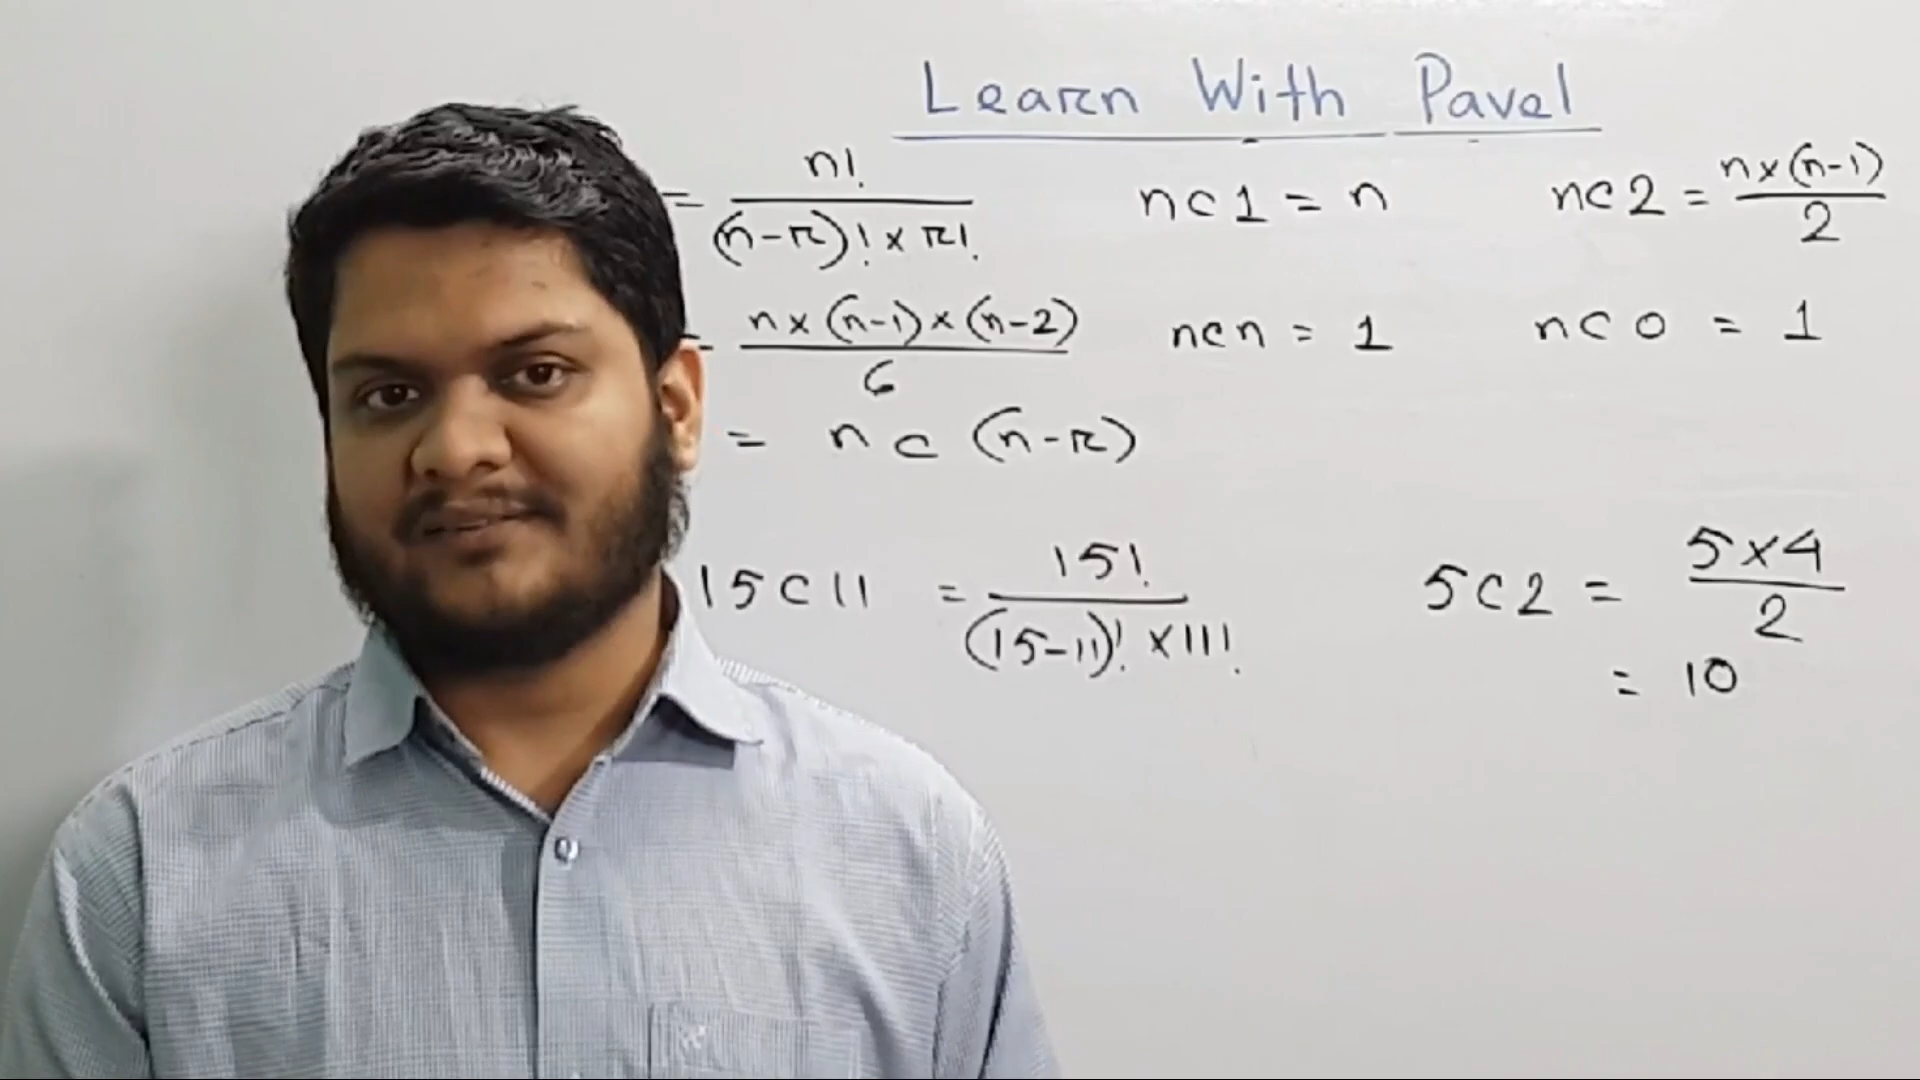 Learn With Pavel
= n! / (n-r)! × r!
nc1 = n
nc2 = n×(n-1) / 2
= n×(n-1)×(n-2) / 6
ncn = 1
nc0 = 1
= nc (n-r)
15C11 = 15! / (15-11)! ×11!
5C2 = 5×4 / 2
= 10